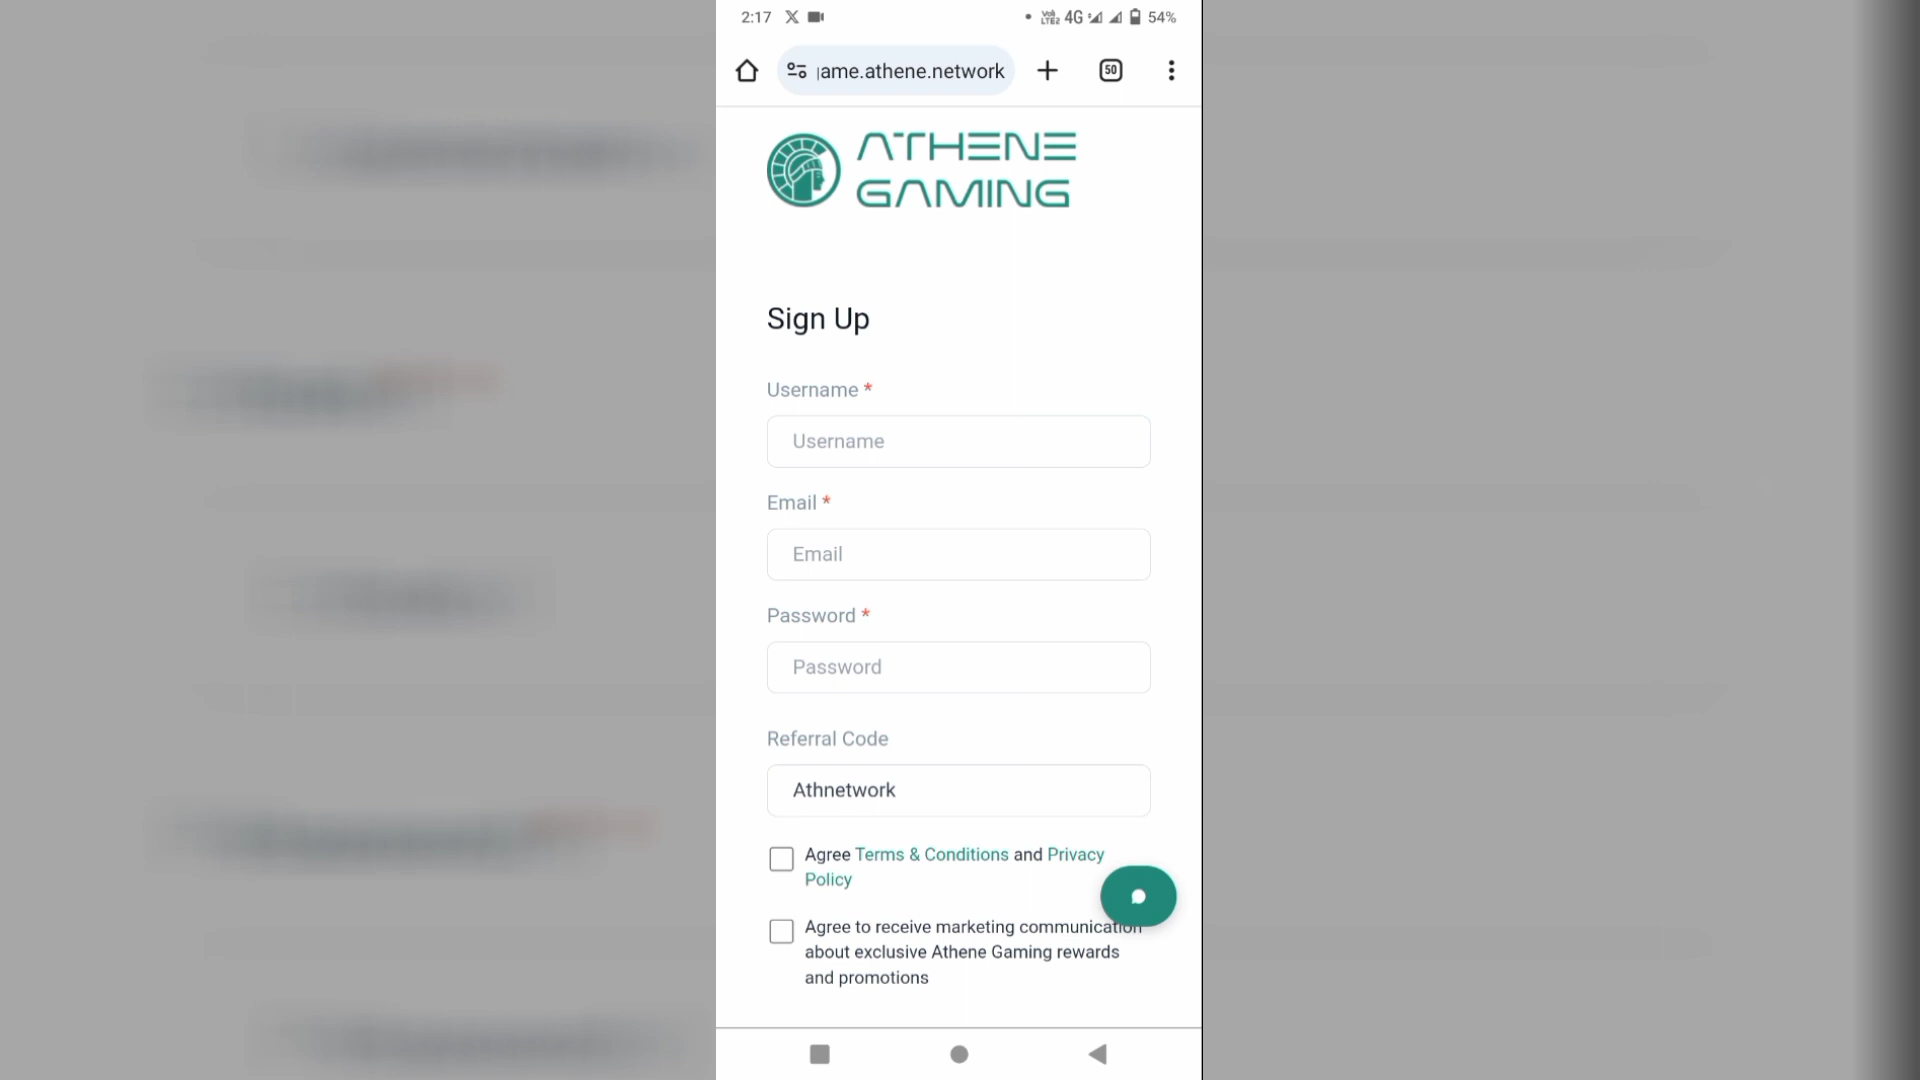 2:17 4G 54%
game.athene.network 50
ATHENE
GAMING
Sign Up
Username *
Username
Email *
Email
Password *
Password
Referral Code
Athnetwork
Agree Terms & Conditions and Privacy
Policy
Agree to receive marketing communication
about exclusive Athene Gaming rewards
and promotions